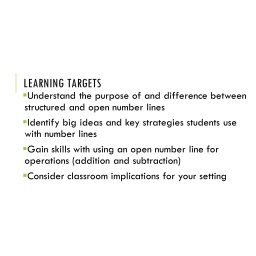 LEARNING TARGETS
▪Understand the purpose of and difference between
structured and open number lines
▪Identify big ideas and key strategies students use
with number lines
▪Gain skills with using an open number line for
operations (addition and subtraction)
▪Consider classroom implications for your setting